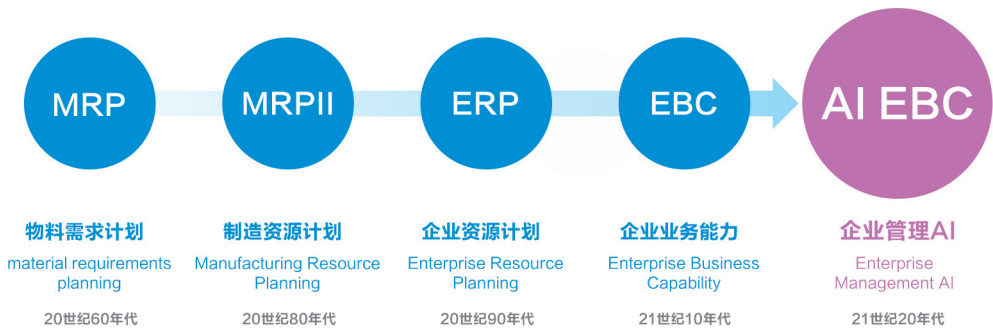 MRP
MRPII
ERP
EBC
AI EBC
物料需求计划
material requirements
planning
20世纪60年代
制造资源计划
Manufacturing Resource
Planning
20世纪80年代
企业资源计划
Enterprise Resource
Planning
20世纪90年代
企业业务能力
Enterprise Business
Capability
21世纪10年代
企业管理AI
Enterprise
Management AI
21世纪20年代